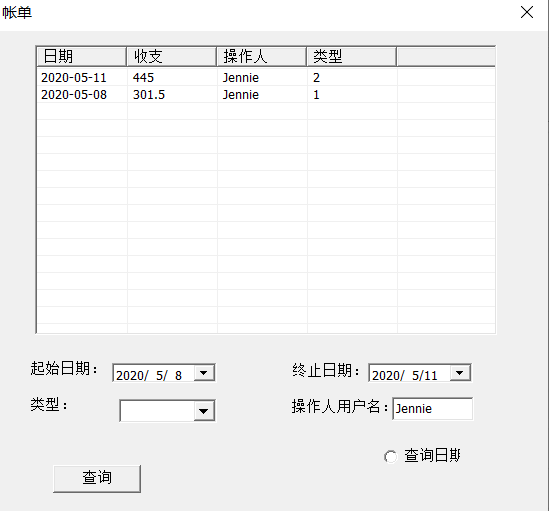 帐单
日期 收支 操作人 类型
2020-05-11 445 Jennie 2
2020-05-08 301.5 Jennie 1
起始日期： 2020/ 5/ 8 终止日期： 2020/ 5/11
类型： 操作人用户名： Jennie
查询日期
查询